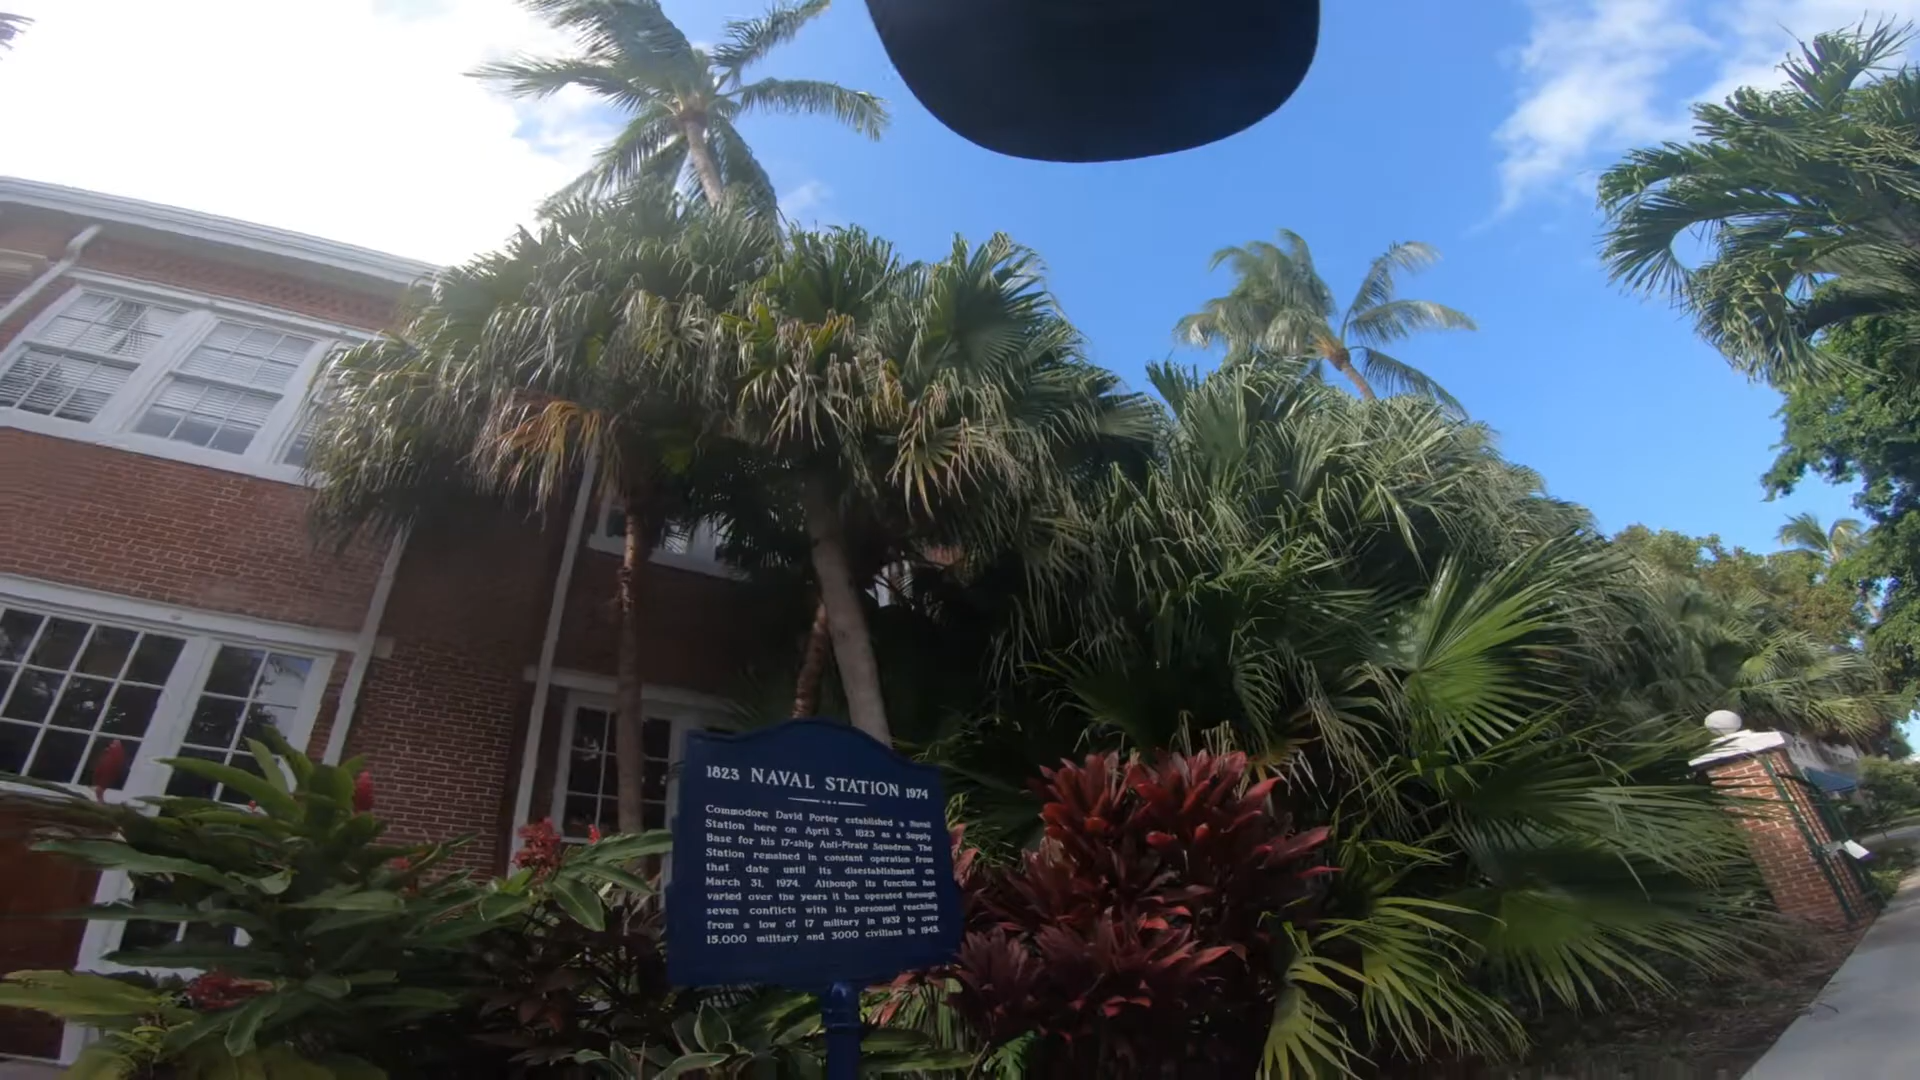 1823 NAVAL STATION 1974
Commodore David Porter established a Naval
Station here on April 3, 1823 as a Supply
Base for his 17-ship Anti-Pirate Squadron. The
Station remained in constant operation from
that date until its disestablishment on
March 31, 1974. Although its function has
varied over the years it has operated through
seven conflicts with its personnel reaching
from a low of 17 military in 1932 to over
15,000 military and 3000 civilians in 1945.